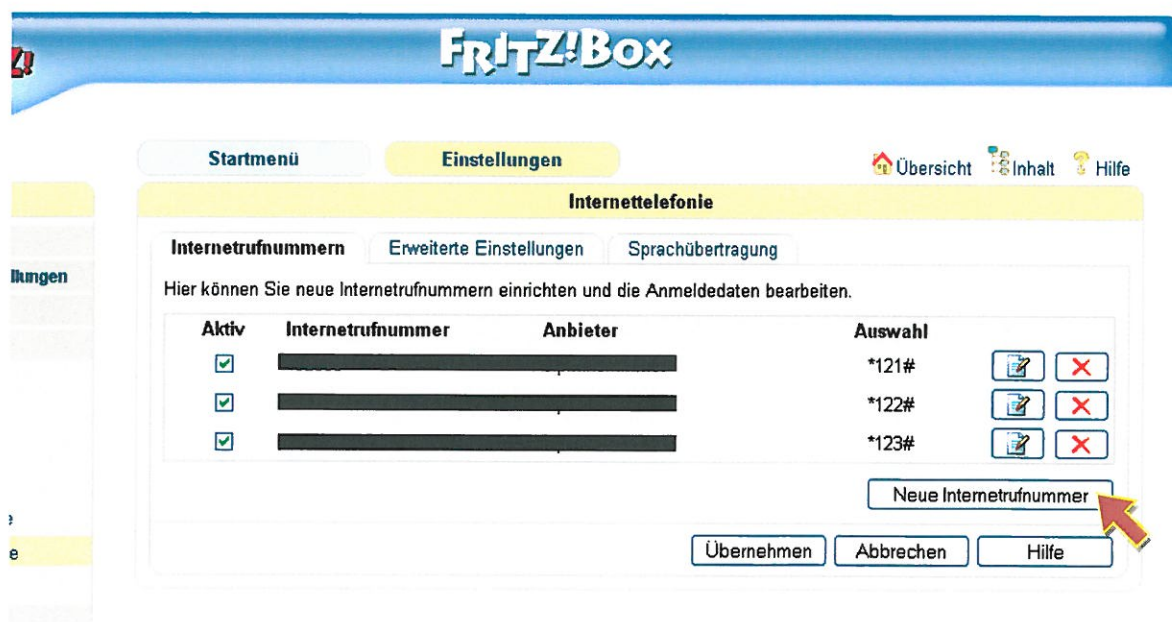 FRITZ!Box
Startmenü Einstellungen Übersicht Inhalt Hilfe
Internettelefonie
Internetrufnummern Erweiterte Einstellungen Sprachübertragung
llungen
Hier können Sie neue Internetrufnummern einrichten und die Anmeldedaten bearbeiten.
Aktiv Internetrufnummer Anbieter Auswahl
*121#
*122#
*123#
Neue Internetrufnummer
e
e
Übernehmen Abbrechen Hilfe